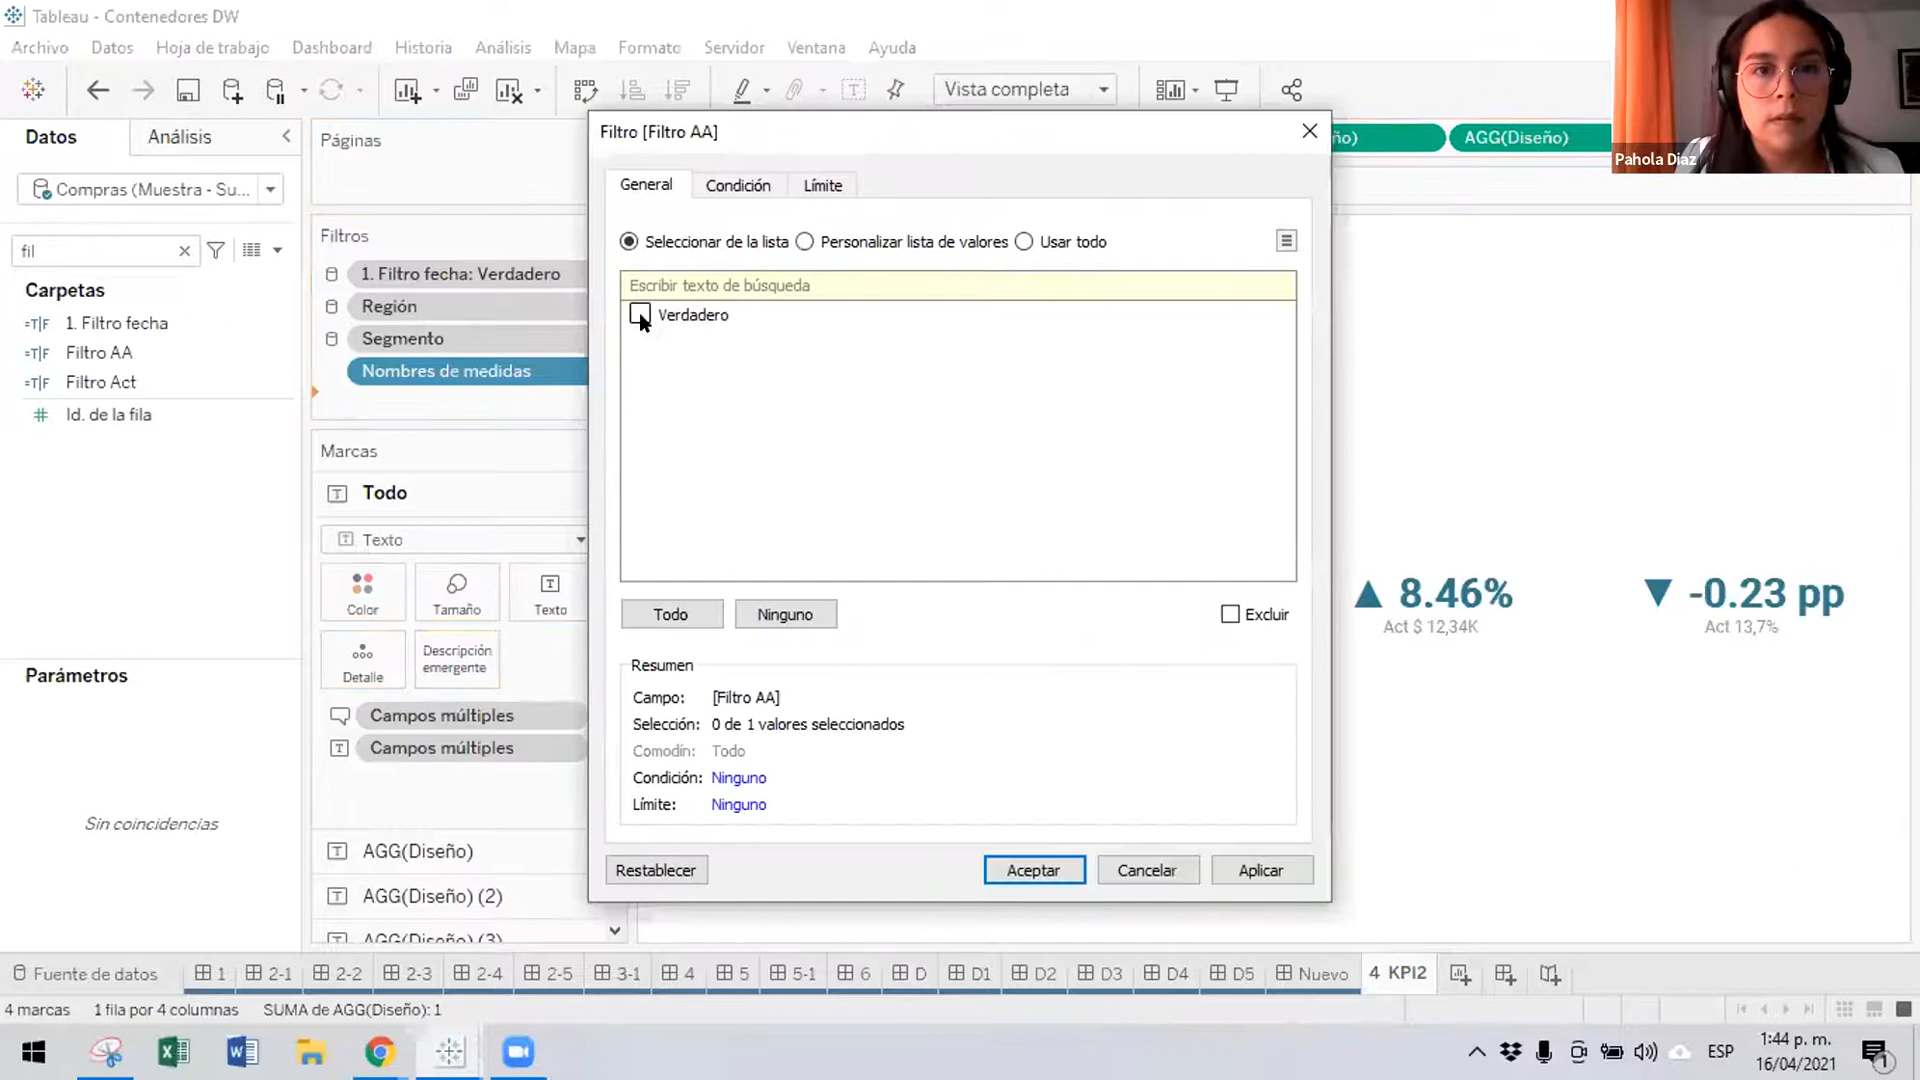 Tableau - Contenedores DW
Archivo Datos Hoja de trabajo Dashboard Historia Análisis Mapa Formato Servidor Ventana Ayuda
Vista completa
Datos Análisis
Compras (Muestra - Su...
fil
Carpetas
=T|F 1. Filtro fecha
=T|F Filtro AA
=T|F Filtro Act
# Id. de la fila
Parámetros
Sin coincidencias
Páginas
Filtros
1. Filtro fecha: Verdadero
Región
Segmento
Nombres de medidas
Marcas
Todo
Texto
Color Tamaño Texto
Detalle Descripción emergente
Campos múltiples
Campos múltiples
AGG(Diseño)
AGG(Diseño) (2)
AGG(Diseño) (3)
Filtro [Filtro AA]
General Condición Límite
Seleccionar de la lista Personalizar lista de valores Usar todo
Escribir texto de búsqueda
Verdadero
Todo Ninguno Excluir
Resumen
Campo: [Filtro AA]
Selección: 0 de 1 valores seleccionados
Comodín: Todo
Condición: Ninguno
Límite: Ninguno
Restablecer Aceptar Cancelar Aplicar
ño) AGG(Diseño)
Pahola Diaz
▲ 8.46%
Act $ 12,34K
▼ -0.23 pp
Act 13,7%
Fuente de datos 1 2-1 2-2 2-3 2-4 2-5 3-1 4 5 5-1 6 D D1 D2 D3 D4 D5 Nuevo 4 KPI2
4 marcas 1 fila por 4 columnas SUMA de AGG(Diseño): 1
ESP
1:44 p. m.
16/04/2021
1